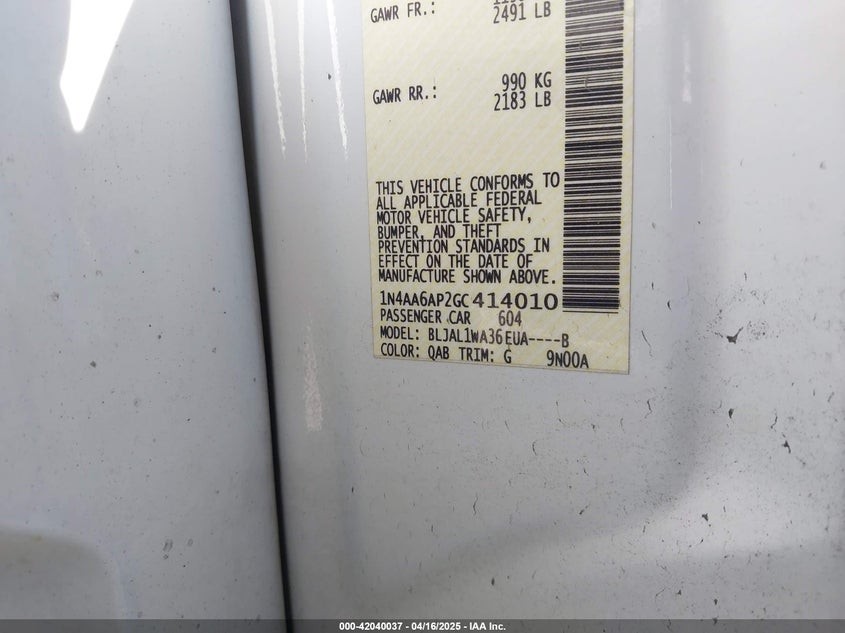 GAWR FR.:
2491 LB
GAWR RR.: 990 KG
2183 LB
THIS VEHICLE CONFORMS TO
ALL APPLICABLE FEDERAL
MOTOR VEHICLE SAFETY,
BUMPER, AND THEFT
PREVENTION STANDARDS IN
EFFECT ON THE DATE OF
MANUFACTURE SHOWN ABOVE.
1N4AA6AP2GC414010
PASSENGER CAR 604
MODEL: BLJAL1WA36EUA----B
COLOR: QAB TRIM: G 9N00A
000-42040037 - 04/16/2025 - IAA Inc.